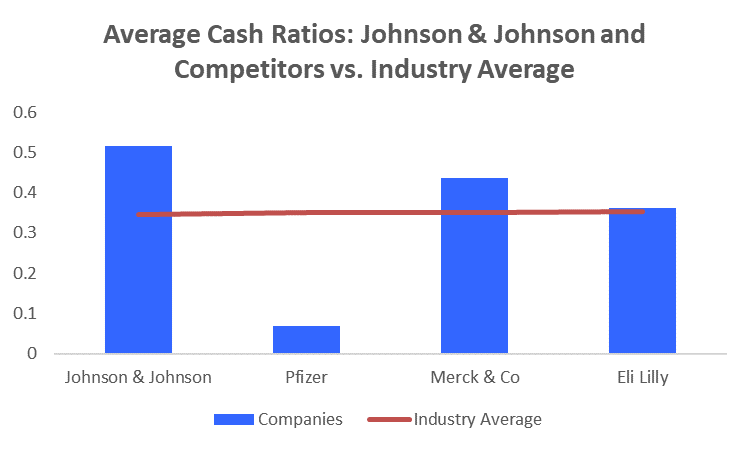 Average Cash Ratios: Johnson & Johnson and
Competitors vs. Industry Average
0.6
0.5
0.4
0.3
0.2
0.1
0
Johnson & Johnson
Pfizer
Merck & Co
Eli Lilly
Companies
Industry Average